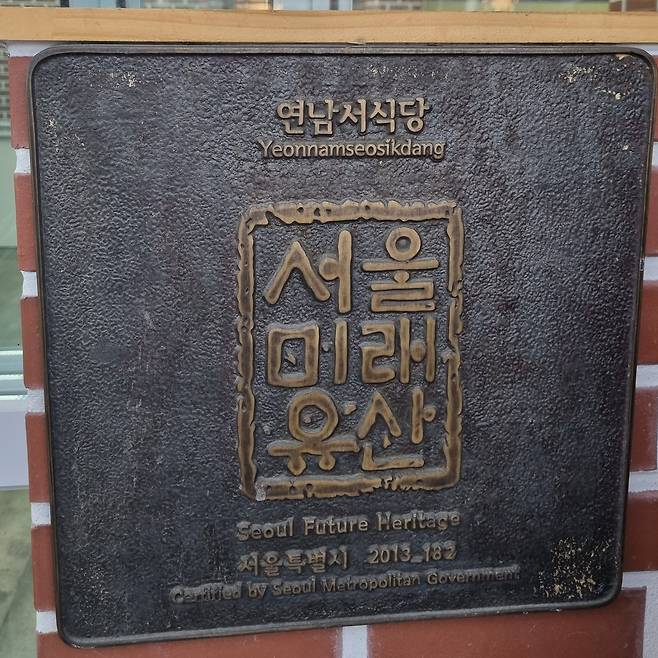 연남서식당
Yeonnamseosikdang
서울
미래
유산
Seoul Future Heritage
서울특별시 2013_182
Certified by Seoul Metropolitan Government